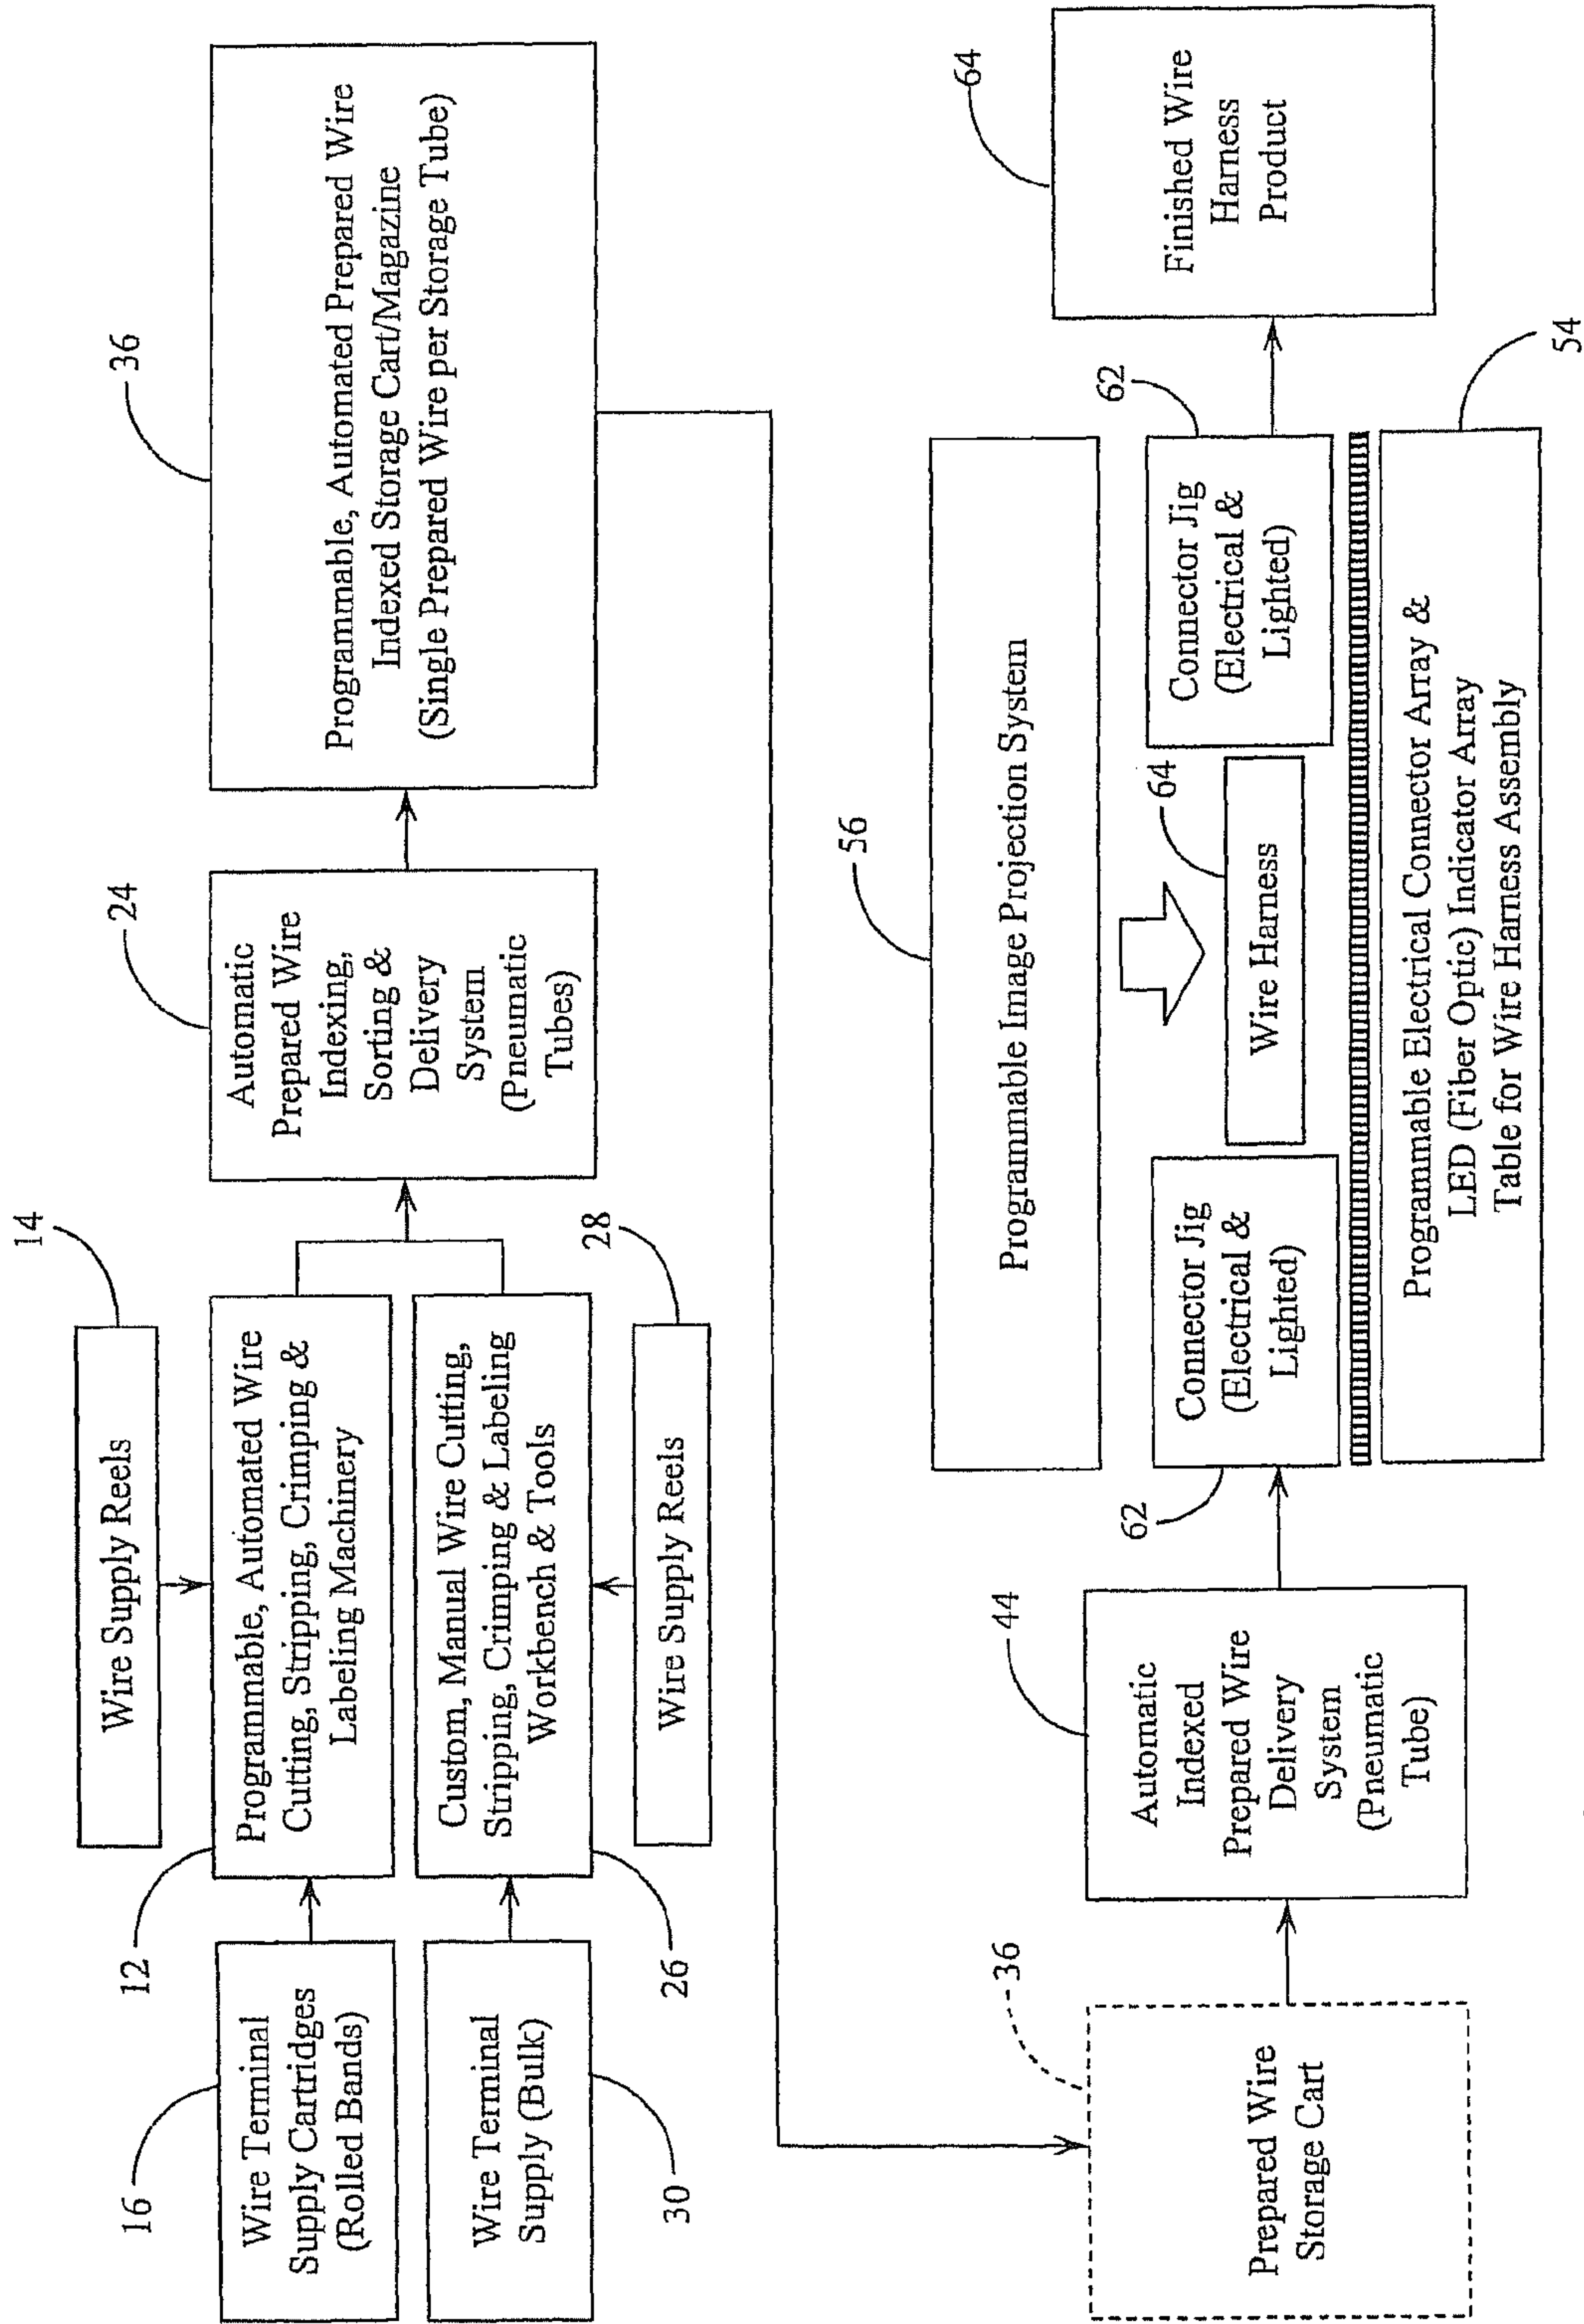 14
Wire Supply Reels
16
Wire Terminal
Supply Cartridges
(Rolled Bands)
12
Programmable, Automated Wire
Cutting, Stripping, Crimping &
Labeling Machinery
24
Automatic
Prepared Wire
Indexing,
Sorting &
Delivery
System
(Pneumatic
Tubes)
36
Programmable, Automated Prepared Wire
Indexed Storage Cart/Magazine
(Single Prepared Wire per Storage Tube)
Wire Terminal
Supply (Bulk)
30
Custom, Manual Wire Cutting,
Stripping, Crimping & Labeling
Workbench & Tools
26
28
Wire Supply Reels
36
Prepared Wire
Storage Cart
44
Automatic
Indexed
Prepared Wire
Delivery
System
(Pneumatic
Tube)
56
Programmable Image Projection System
62
Connector Jig
(Electrical &
Lighted)
64
Wire Harness
62
Connector Jig
(Electrical &
Lighted)
Programmable Electrical Connector Array &
LED (Fiber Optic) Indicator Array
Table for Wire Harness Assembly
54
64
Finished Wire
Harness
Product